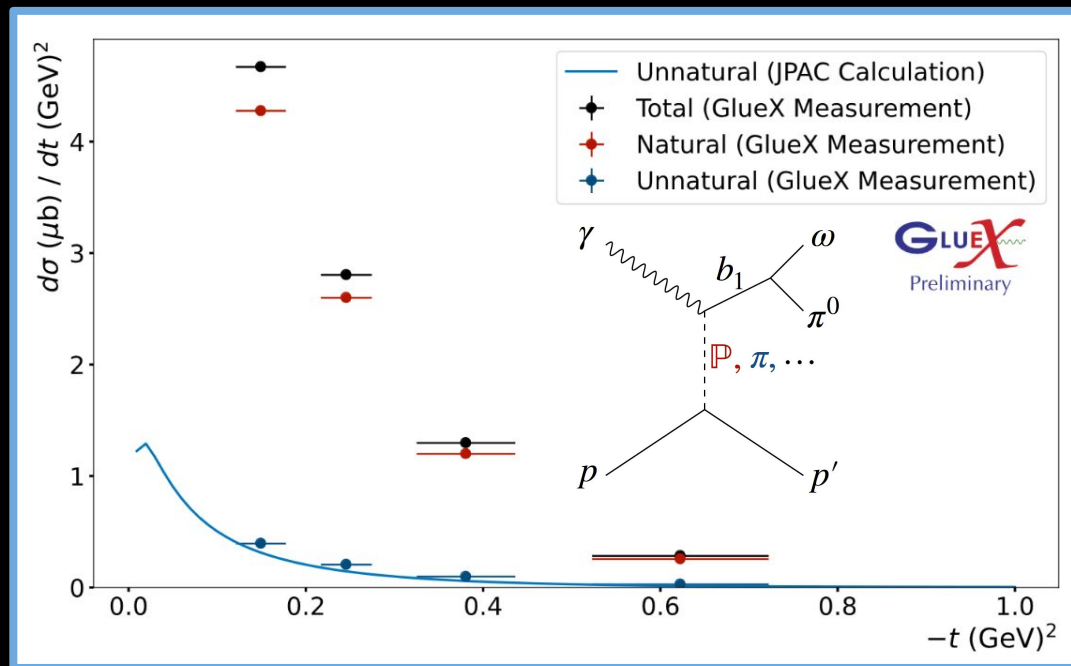 dσ (μb) / dt (GeV)²
Unnatural (JPAC Calculation)
Total (GlueX Measurement)
Natural (GlueX Measurement)
Unnatural (GlueX Measurement)
4
3
2
1
0
γ
b₁
ω
π⁰
ℙ, π, …
p
p′
GLUEX
Preliminary
0.0 0.2 0.4 0.6 0.8 1.0
−t (GeV)²